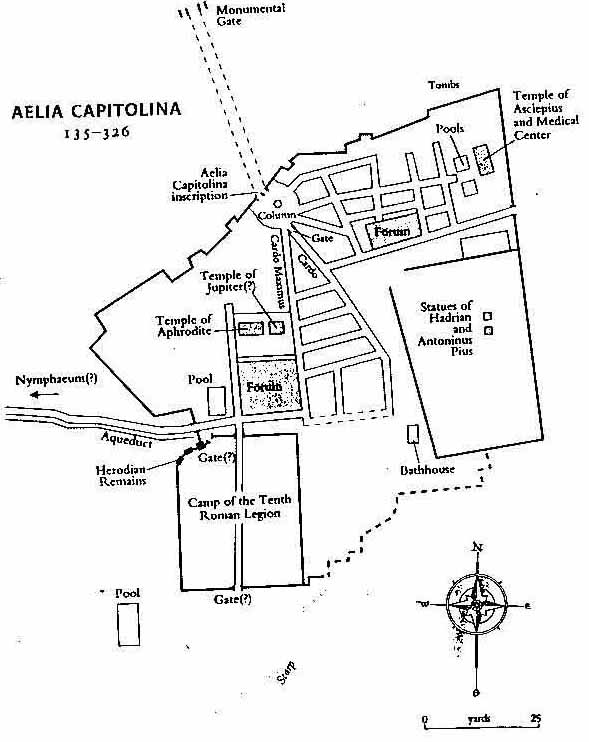 Monumental
Gate
AELIA CAPITOLINA
135–326
Tombs
Temple of
Asclepius
and Medical
Center
Pools
Aelia
Capitolina
inscription
Column
Forum
Gate
Cardo Maximus
Cardo
Temple of
Jupiter(?)
Temple of
Aphrodite
Statues of
Hadrian
and
Antoninus
Pius
Nymphaeum(?)
Pool
Forum
Aqueduct
Herodian
Remains
Gate(?)
Bathhouse
Camp of the Tenth
Roman Legion
Gate(?)
Pool
Scarp
N
W
E
0 yards 25